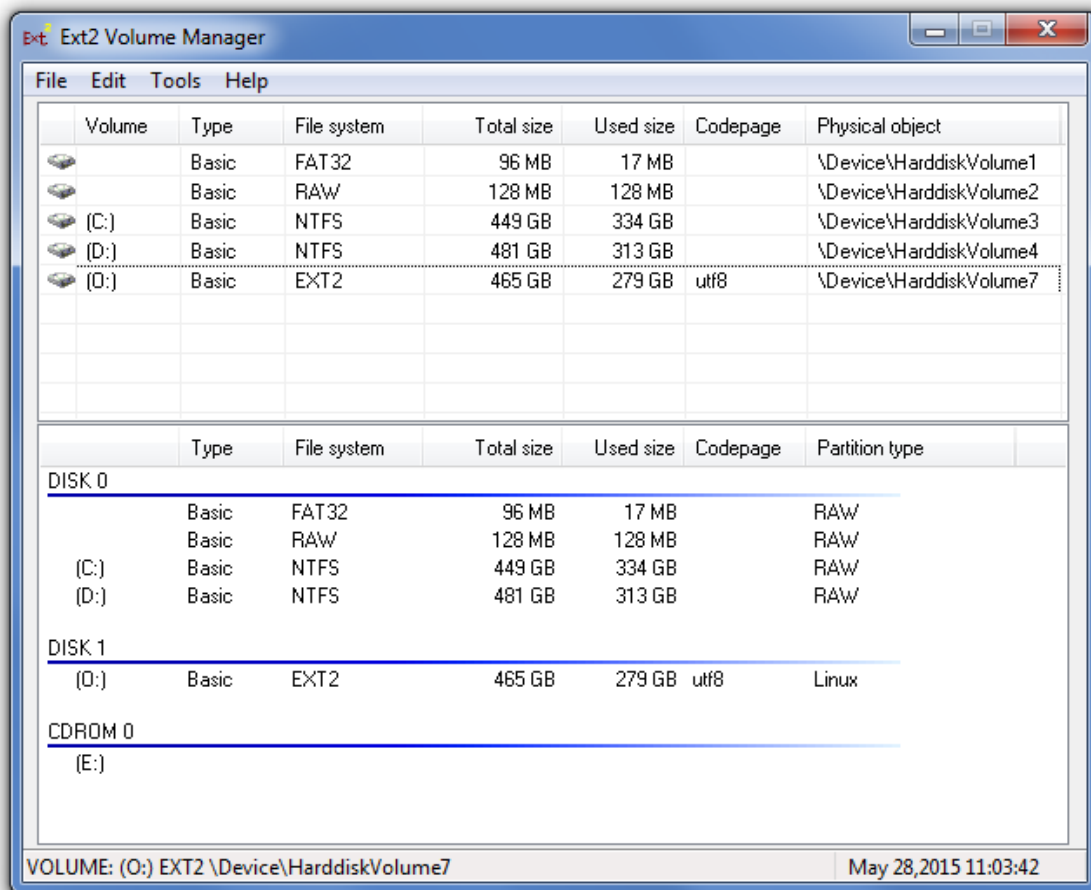 Ext2 Ext2 Volume Manager
File Edit Tools Help
Volume Type File system Total size Used size Codepage Physical object
Basic FAT32 96 MB 17 MB \Device\HarddiskVolume1
Basic RAW 128 MB 128 MB \Device\HarddiskVolume2
(C:) Basic NTFS 449 GB 334 GB \Device\HarddiskVolume3
(D:) Basic NTFS 481 GB 313 GB \Device\HarddiskVolume4
(O:) Basic EXT2 465 GB 279 GB utf8 \Device\HarddiskVolume7
Type File system Total size Used size Codepage Partition type
DISK 0
Basic FAT32 96 MB 17 MB RAW
Basic RAW 128 MB 128 MB RAW
(C:) Basic NTFS 449 GB 334 GB RAW
(D:) Basic NTFS 481 GB 313 GB RAW
DISK 1
(O:) Basic EXT2 465 GB 279 GB utf8 Linux
CDROM 0
(E:)
VOLUME: (O:) EXT2 \Device\HarddiskVolume7 May 28,2015 11:03:42